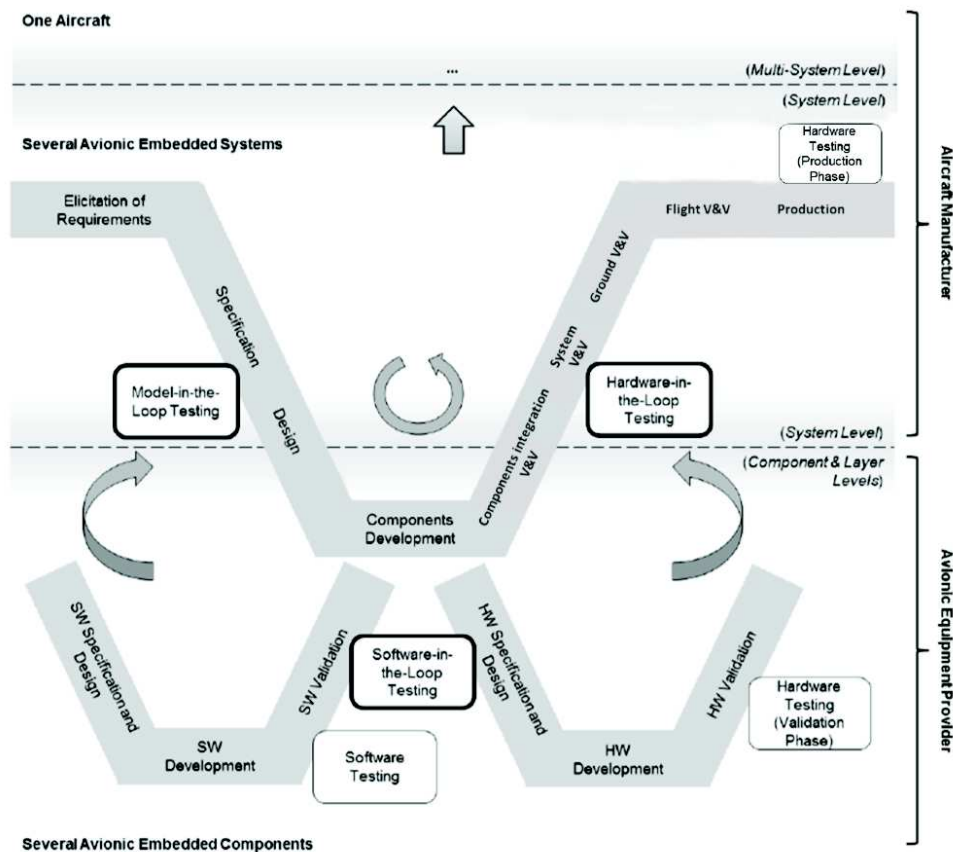 One Aircraft
...
(Multi-System Level)
(System Level)
Several Avionic Embedded Systems
Hardware
Testing
(Production
Phase)
Elicitation of
Requirements
Flight V&V
Production
Aircraft Manufacturer
Specification
Ground V&V
System
V&V
Model-in-the-
Loop Testing
Hardware-in-
the-Loop
Testing
Design
Components integration
V&V
(System Level)
(Component & Layer
Levels)
Components
Development
SW Specification and
Design
SW Validation
Software-in-
the-Loop
Testing
HW Specification and
Design
HW Validation
Hardware
Testing
(Validation
Phase)
Avionic Equipment Provider
SW
Development
Software
Testing
HW
Development
Several Avionic Embedded Components